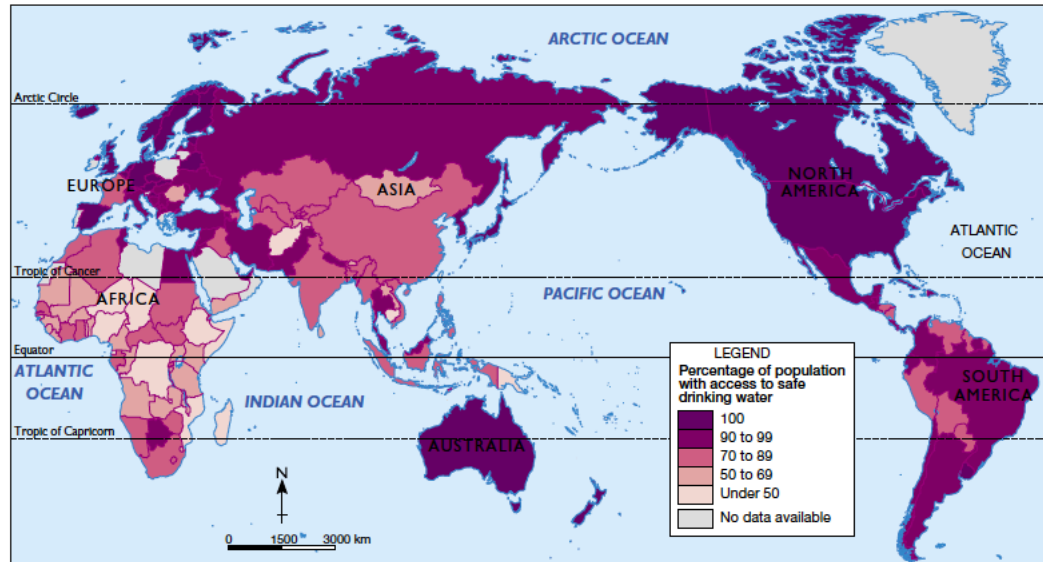 ARCTIC OCEAN
Arctic Circle
EUROPE
ASIA
NORTH
AMERICA
ATLANTIC
OCEAN
Tropic of Cancer
AFRICA
PACIFIC OCEAN
Equator
ATLANTIC
OCEAN
INDIAN OCEAN
SOUTH
AMERICA
Tropic of Capricorn
AUSTRALIA
N
0 1500 3000 km
LEGEND
Percentage of population
with access to safe
drinking water
100
90 to 99
70 to 89
50 to 69
Under 50
No data available